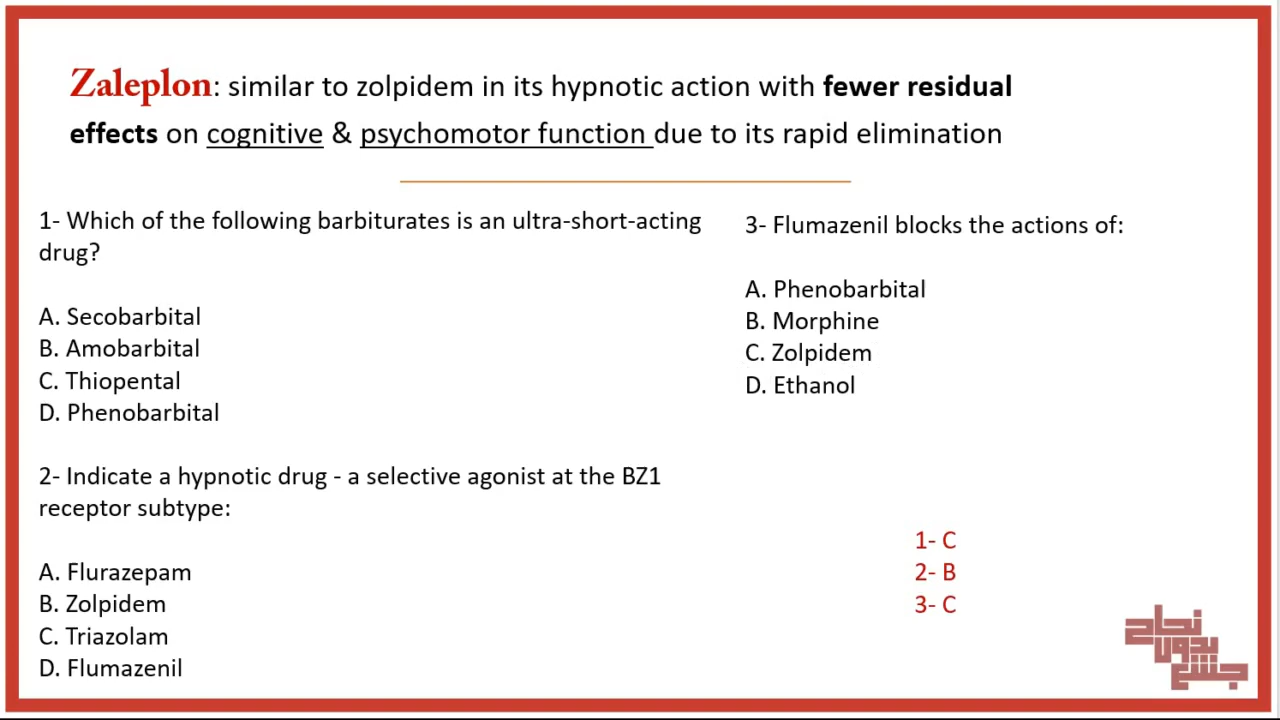 Zaleplon: similar to zolpidem in its hypnotic action with fewer residual
effects on cognitive & psychomotor function due to its rapid elimination
1- Which of the following barbiturates is an ultra-short-acting
drug?
A. Secobarbital
B. Amobarbital
C. Thiopental
D. Phenobarbital
2- Indicate a hypnotic drug - a selective agonist at the BZ1
receptor subtype:
A. Flurazepam
B. Zolpidem
C. Triazolam
D. Flumazenil
3- Flumazenil blocks the actions of:
A. Phenobarbital
B. Morphine
C. Zolpidem
D. Ethanol
1- C
2- B
3- C
نجاح
بدون
جشع